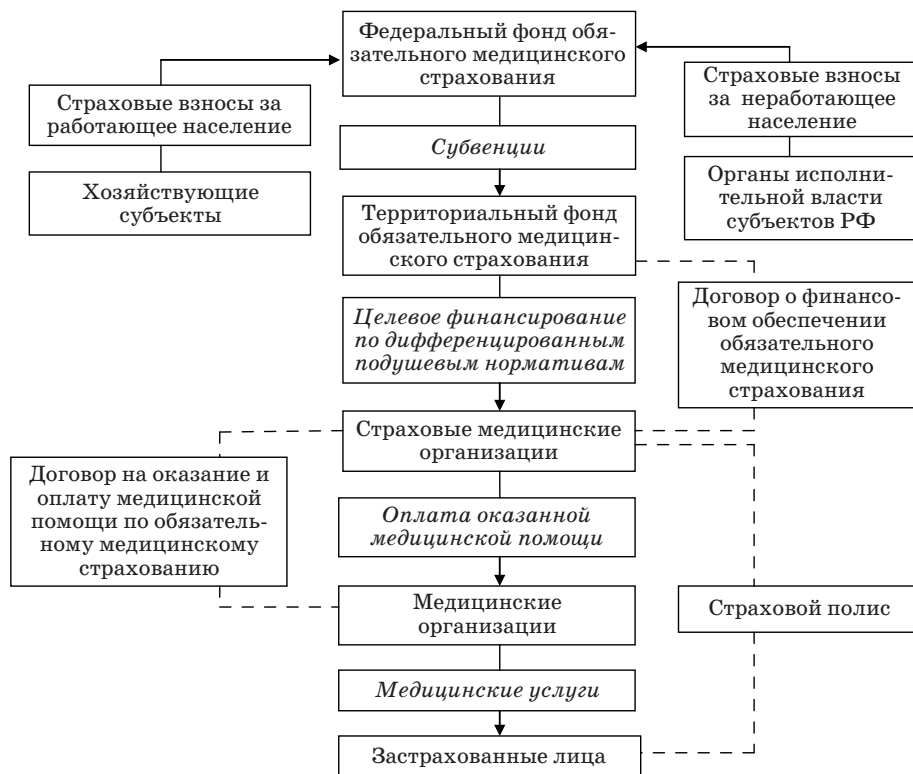 Федеральный фонд обя-
зательного медицинского
страхования
Страховые взносы за
работающее население
Страховые взносы
за неработающее
население
Субвенции
Хозяйствующие
субъекты
Органы исполни-
тельной власти
субъектов РФ
Территориальный фонд
обязательного медицин-
ского страхования
Целевое финансирование
по дифференцированным
подушевым нормативам
Договор о финансо-
вом обеспечении
обязательного
медицинского
страхования
Страховые медицинские
организации
Договор на оказание и
оплату медицинской
помощи по обязатель-
ному медицинскому
страхованию
Оплата оказанной
медицинской помощи
Медицинские
организации
Страховой полис
Медицинские услуги
Застрахованные лица